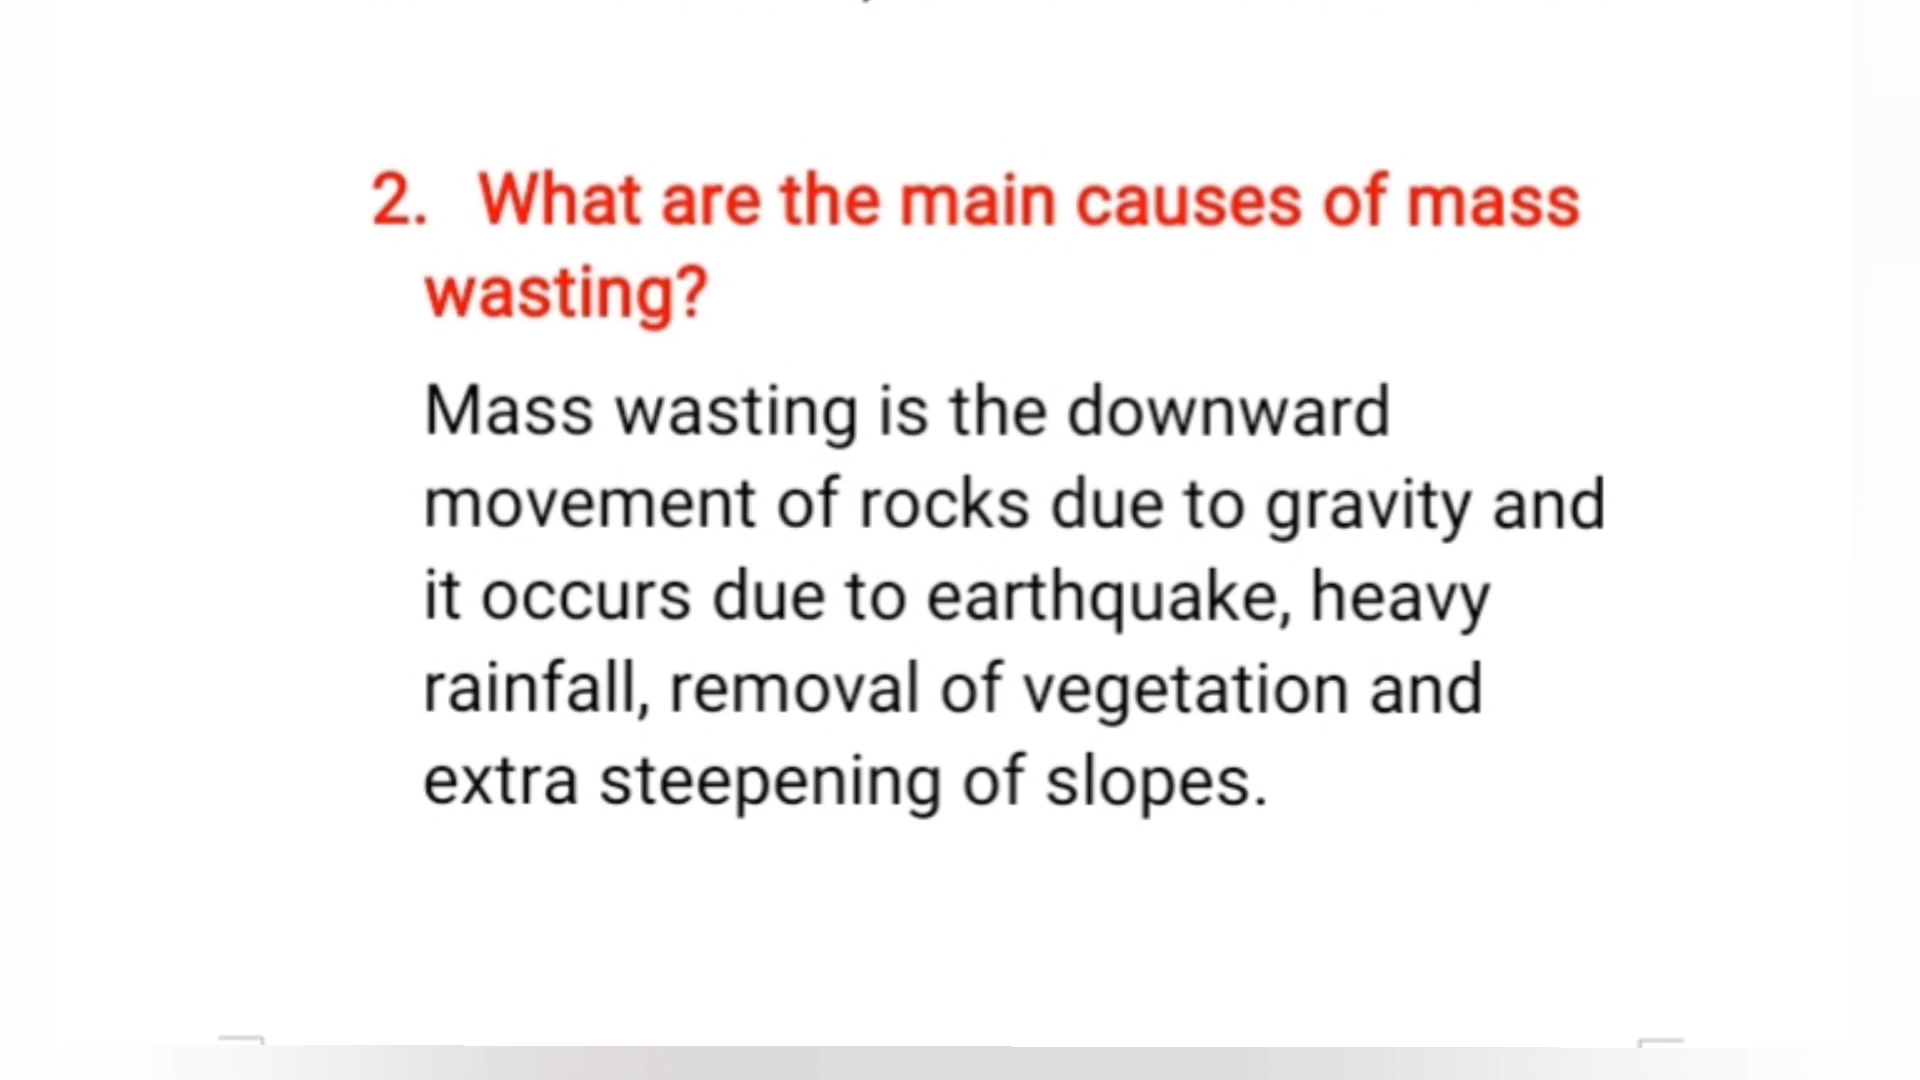 2. What are the main causes of mass
wasting?
Mass wasting is the downward
movement of rocks due to gravity and
it occurs due to earthquake, heavy
rainfall, removal of vegetation and
extra steepening of slopes.